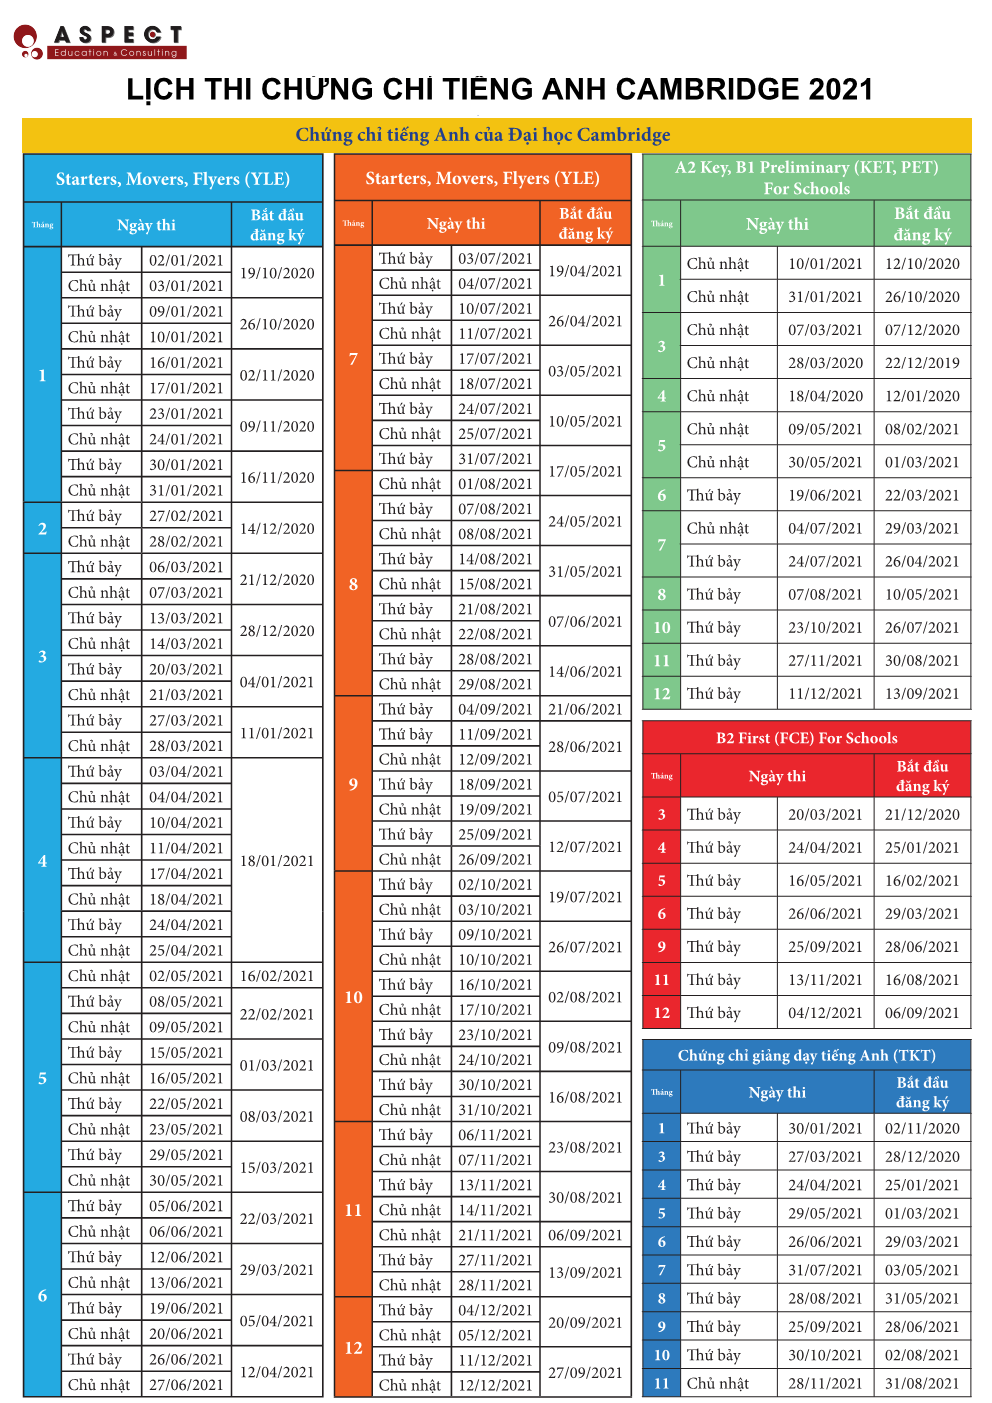 ASPECT
Education & Consulting
LỊCH THI CHỨNG CHỈ TIẾNG ANH CAMBRIDGE 2021
Chứng chỉ tiếng Anh của Đại học Cambridge
Starters, Movers, Flyers (YLE)
Tháng Ngày thi Bắt đầu đăng ký
1
Thứ bảy 02/01/2021 19/10/2020
Chủ nhật 03/01/2021
Thứ bảy 09/01/2021 26/10/2020
Chủ nhật 10/01/2021
Thứ bảy 16/01/2021 02/11/2020
Chủ nhật 17/01/2021
Thứ bảy 23/01/2021 09/11/2020
Chủ nhật 24/01/2021
Thứ bảy 30/01/2021 16/11/2020
Chủ nhật 31/01/2021
2
Thứ bảy 27/02/2021 14/12/2020
Chủ nhật 28/02/2021
3
Thứ bảy 06/03/2021 21/12/2020
Chủ nhật 07/03/2021
Thứ bảy 13/03/2021 28/12/2020
Chủ nhật 14/03/2021
Thứ bảy 20/03/2021 04/01/2021
Chủ nhật 21/03/2021
Thứ bảy 27/03/2021 11/01/2021
Chủ nhật 28/03/2021
4
Thứ bảy 03/04/2021 18/01/2021
Chủ nhật 04/04/2021
Thứ bảy 10/04/2021
Chủ nhật 11/04/2021
Thứ bảy 17/04/2021
Chủ nhật 18/04/2021
Thứ bảy 24/04/2021
Chủ nhật 25/04/2021
5
Chủ nhật 02/05/2021 16/02/2021
Thứ bảy 08/05/2021 22/02/2021
Chủ nhật 09/05/2021
Thứ bảy 15/05/2021 01/03/2021
Chủ nhật 16/05/2021
Thứ bảy 22/05/2021 08/03/2021
Chủ nhật 23/05/2021
Thứ bảy 29/05/2021 15/03/2021
Chủ nhật 30/05/2021
6
Thứ bảy 05/06/2021 22/03/2021
Chủ nhật 06/06/2021
Thứ bảy 12/06/2021 29/03/2021
Chủ nhật 13/06/2021
Thứ bảy 19/06/2021 05/04/2021
Chủ nhật 20/06/2021
Thứ bảy 26/06/2021 12/04/2021
Chủ nhật 27/06/2021
Starters, Movers, Flyers (YLE)
Tháng Ngày thi Bắt đầu đăng ký
7
Thứ bảy 03/07/2021 19/04/2021
Chủ nhật 04/07/2021
Thứ bảy 10/07/2021 26/04/2021
Chủ nhật 11/07/2021
Thứ bảy 17/07/2021 03/05/2021
Chủ nhật 18/07/2021
Thứ bảy 24/07/2021 10/05/2021
Chủ nhật 25/07/2021
Thứ bảy 31/07/2021 17/05/2021
8
Chủ nhật 01/08/2021
Thứ bảy 07/08/2021 24/05/2021
Chủ nhật 08/08/2021
Thứ bảy 14/08/2021 31/05/2021
Chủ nhật 15/08/2021
Thứ bảy 21/08/2021 07/06/2021
Chủ nhật 22/08/2021
Thứ bảy 28/08/2021 14/06/2021
Chủ nhật 29/08/2021
9
Thứ bảy 04/09/2021 21/06/2021
Thứ bảy 11/09/2021 28/06/2021
Chủ nhật 12/09/2021
Thứ bảy 18/09/2021 05/07/2021
Chủ nhật 19/09/2021
Thứ bảy 25/09/2021 12/07/2021
Chủ nhật 26/09/2021
10
Thứ bảy 02/10/2021 19/07/2021
Chủ nhật 03/10/2021
Thứ bảy 09/10/2021 26/07/2021
Chủ nhật 10/10/2021
Thứ bảy 16/10/2021 02/08/2021
Chủ nhật 17/10/2021
Thứ bảy 23/10/2021 09/08/2021
Chủ nhật 24/10/2021
Thứ bảy 30/10/2021 16/08/2021
Chủ nhật 31/10/2021
11
Thứ bảy 06/11/2021 23/08/2021
Chủ nhật 07/11/2021
Thứ bảy 13/11/2021 30/08/2021
Chủ nhật 14/11/2021
Chủ nhật 21/11/2021 06/09/2021
Thứ bảy 27/11/2021 13/09/2021
Chủ nhật 28/11/2021
12
Thứ bảy 04/12/2021 20/09/2021
Chủ nhật 05/12/2021
Thứ bảy 11/12/2021 27/09/2021
Chủ nhật 12/12/2021
A2 Key, B1 Preliminary (KET, PET)
For Schools
Tháng Ngày thi Bắt đầu đăng ký
1
Chủ nhật 10/01/2021 12/10/2020
Chủ nhật 31/01/2021 26/10/2020
3
Chủ nhật 07/03/2021 07/12/2020
Chủ nhật 28/03/2020 22/12/2019
4 Chủ nhật 18/04/2020 12/01/2020
5
Chủ nhật 09/05/2021 08/02/2021
Chủ nhật 30/05/2021 01/03/2021
6 Thứ bảy 19/06/2021 22/03/2021
7
Chủ nhật 04/07/2021 29/03/2021
Thứ bảy 24/07/2021 26/04/2021
8 Thứ bảy 07/08/2021 10/05/2021
10 Thứ bảy 23/10/2021 26/07/2021
11 Thứ bảy 27/11/2021 30/08/2021
12 Thứ bảy 11/12/2021 13/09/2021
B2 First (FCE) For Schools
Tháng Ngày thi Bắt đầu đăng ký
3 Thứ bảy 20/03/2021 21/12/2020
4 Thứ bảy 24/04/2021 25/01/2021
5 Thứ bảy 16/05/2021 16/02/2021
6 Thứ bảy 26/06/2021 29/03/2021
9 Thứ bảy 25/09/2021 28/06/2021
11 Thứ bảy 13/11/2021 16/08/2021
12 Thứ bảy 04/12/2021 06/09/2021
Chứng chỉ giảng dạy tiếng Anh (TKT)
Tháng Ngày thi Bắt đầu đăng ký
1 Thứ bảy 30/01/2021 02/11/2020
3 Thứ bảy 27/03/2021 28/12/2020
4 Thứ bảy 24/04/2021 25/01/2021
5 Thứ bảy 29/05/2021 01/03/2021
6 Thứ bảy 26/06/2021 29/03/2021
7 Thứ bảy 31/07/2021 03/05/2021
8 Thứ bảy 28/08/2021 31/05/2021
9 Thứ bảy 25/09/2021 28/06/2021
10 Thứ bảy 30/10/2021 02/08/2021
11 Chủ nhật 28/11/2021 31/08/2021